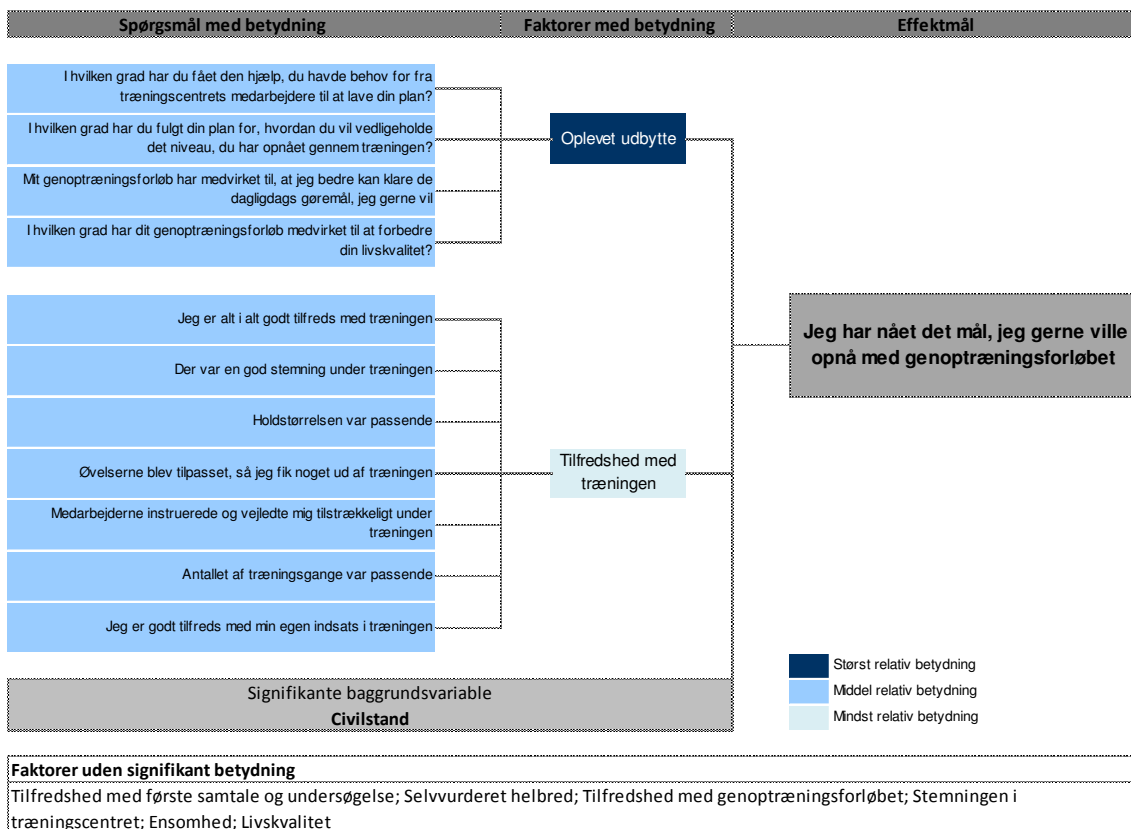 Spørgsmål med betydning
Faktorer med betydning
Effektmål
I hvilken grad har du fået den hjælp, du havde behov for fra
træningscentrets medarbejdere til at lave din plan?
I hvilken grad har du fulgt din plan for, hvordan du vil vedligeholde
det niveau, du har opnået gennem træningen?
Mit genoptræningsforløb har medvirket til, at jeg bedre kan klare de
dagligdags gøremål, jeg gerne vil
I hvilken grad har dit genoptræningsforløb medvirket til at forbedre
din livskvalitet?
Oplevet udbytte
Jeg er alt i alt godt tilfreds med træningen
Der var en god stemning under træningen
Holdstørrelsen var passende
Øvelserne blev tilpasset, så jeg fik noget ud af træningen
Medarbejderne instruerede og vejledte mig tilstrækkeligt under
træningen
Antallet af træningsgange var passende
Jeg er godt tilfreds med min egen indsats i træningen
Tilfredshed med
træningen
Jeg har nået det mål, jeg gerne ville
opnå med genoptræningsforløbet
Størst relativ betydning
Middel relativ betydning
Mindst relativ betydning
Signifikante baggrundsvariable
Civilstand
Faktorer uden signifikant betydning
Tilfredshed med første samtale og undersøgelse; Selvvurderet helbred; Tilfredshed med genoptræningsforløbet; Stemningen i
træningscentret; Ensomhed; Livskvalitet